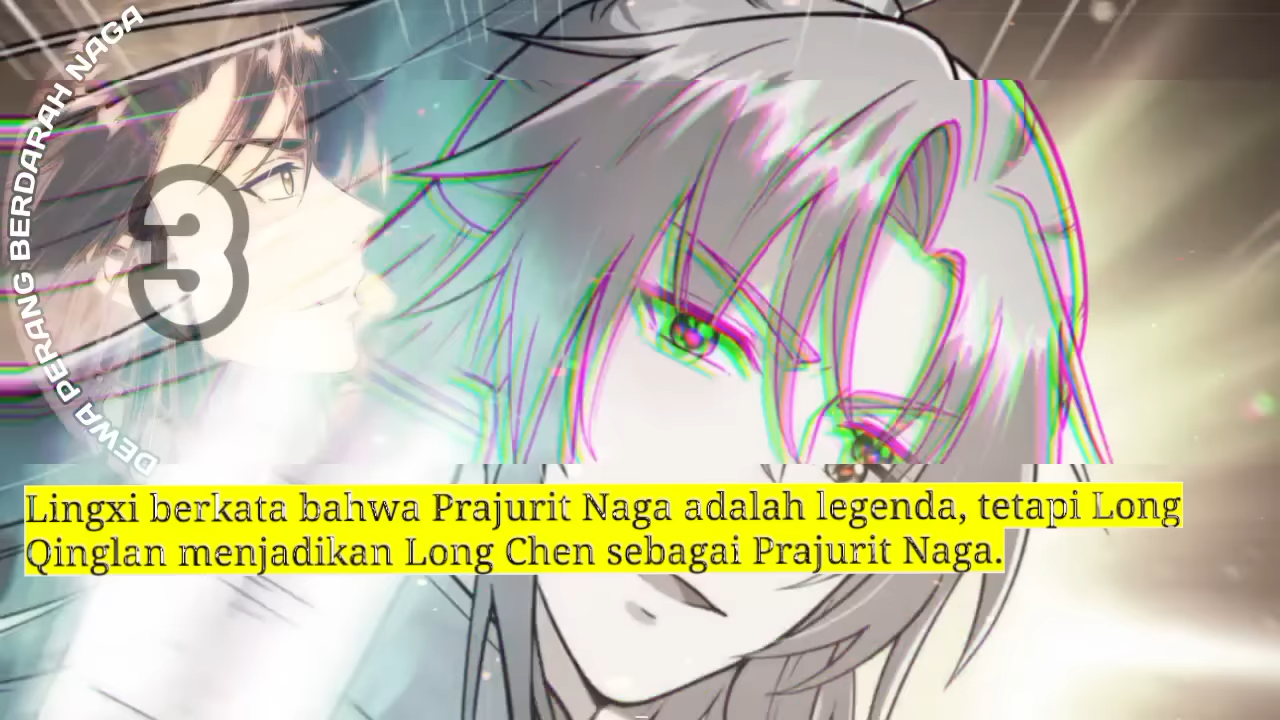 DEWA PERANG BERDARAH NAGA
3
Lingxi berkata bahwa Prajurit Naga adalah legenda, tetapi Long
Qinglan menjadikan Long Chen sebagai Prajurit Naga.